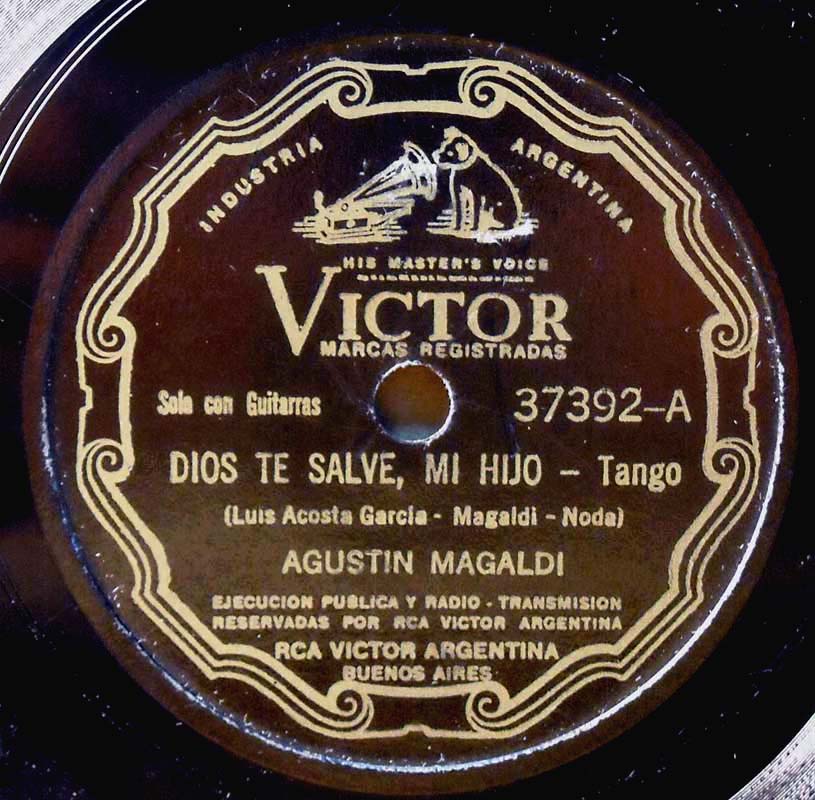 INDUSTRIA ARGENTINA
HIS MASTER'S VOICE
VICTOR
MARCAS REGISTRADAS
Solo con Guitarras
37392-A
DIOS TE SALVE, MI HIJO - Tango
(Luis Acosta Garcia - Magaldi - Noda)
AGUSTIN MAGALDI
EJECUCION PUBLICA Y RADIO - TRANSMISION
RESERVADAS POR RCA VICTOR ARGENTINA
RCA VICTOR ARGENTINA
BUENOS AIRES